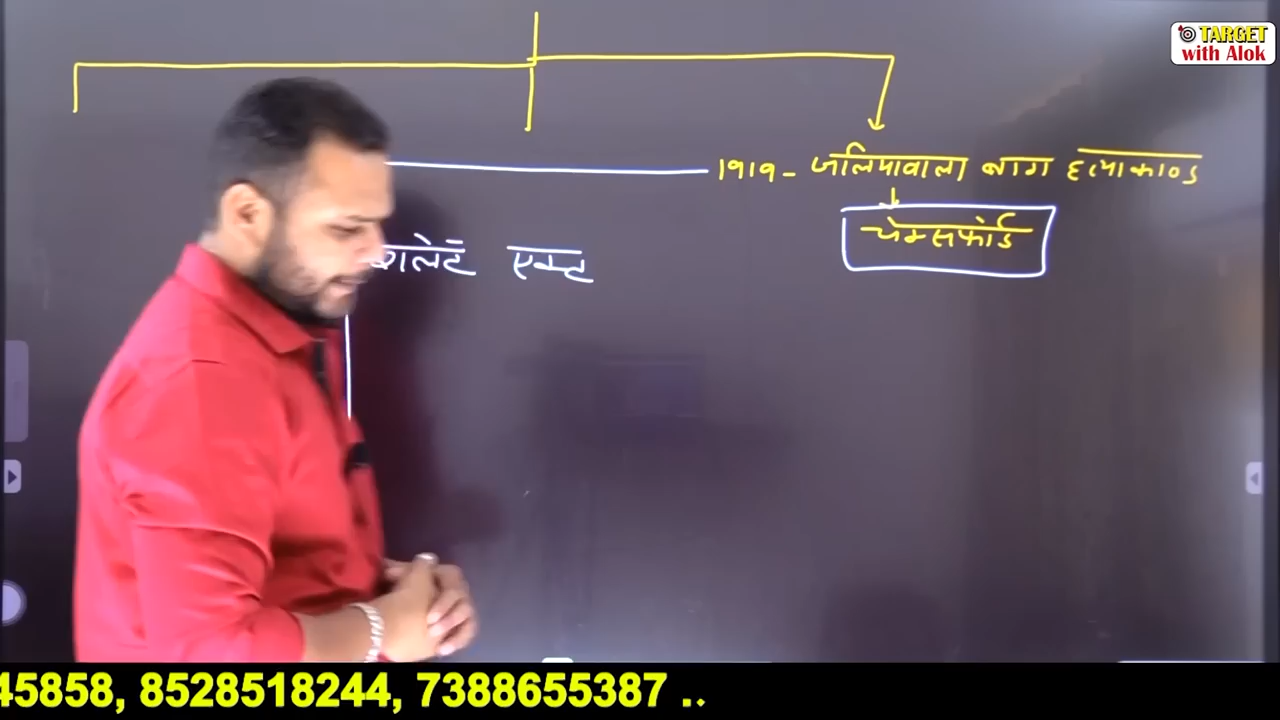 TARGET
with Alok
1919 - जलियावाला बाग हत्याकाण्ड
चेम्सफोर्ड
एक्ट
45858, 8528518244, 7388655387 ..